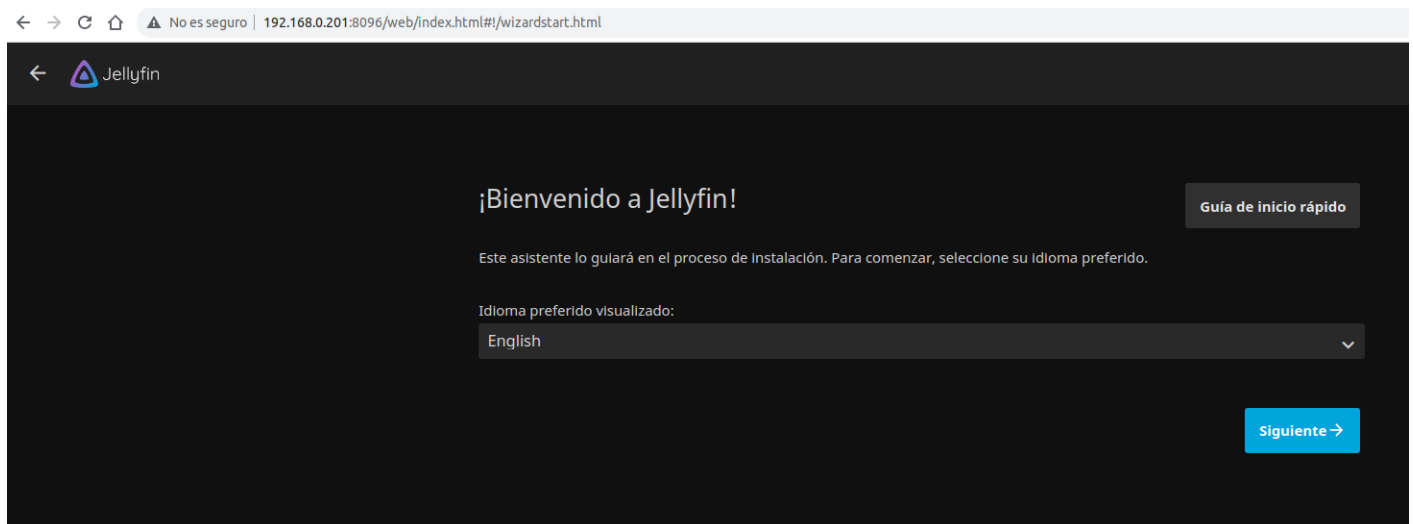 No es seguro | 192.168.0.201:8096/web/index.html#!/wizardstart.html
Jellyfin
¡Bienvenido a Jellyfin!
Guía de inicio rápido
Este asistente lo guiará en el proceso de instalación. Para comenzar, seleccione su idioma preferido.
Idioma preferido visualizado:
English
Siguiente